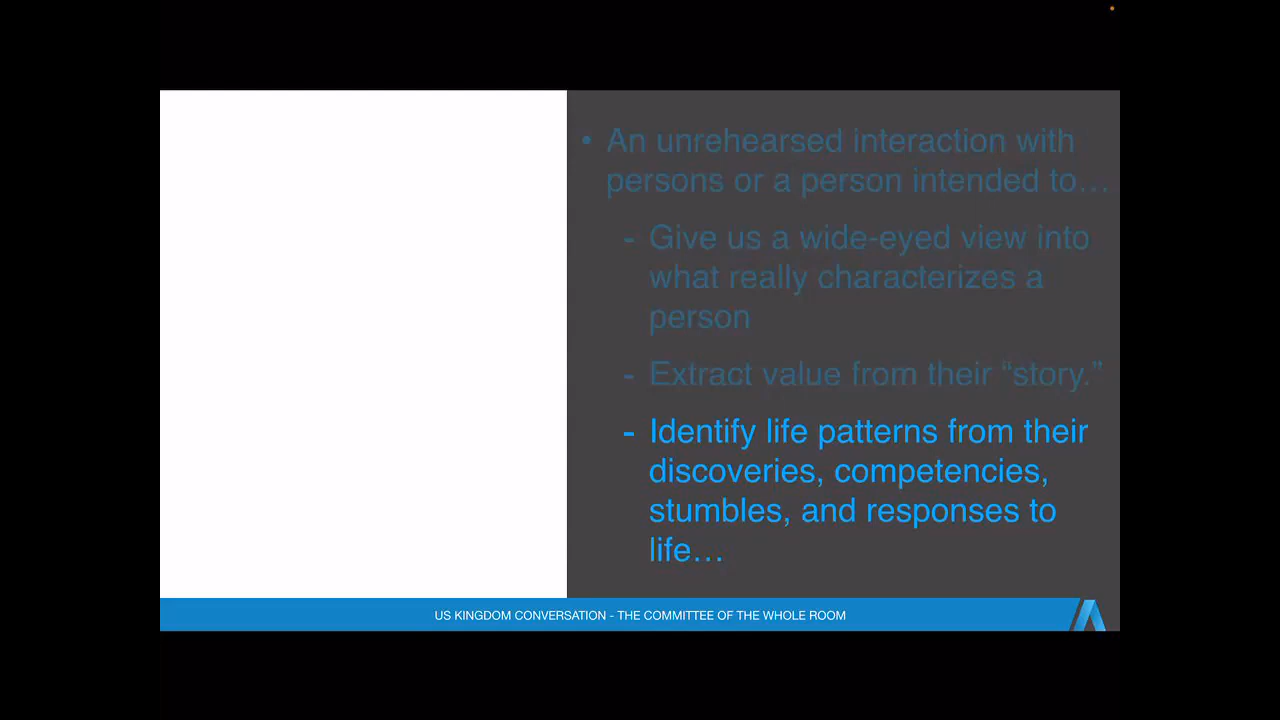 • An unrehearsed interaction with
persons or a person intended to…
- Give us a wide-eyed view into
what really characterizes a
person
- Extract value from their “story.”
- Identify life patterns from their
discoveries, competencies,
stumbles, and responses to
life…
US KINGDOM CONVERSATION - THE COMMITTEE OF THE WHOLE ROOM